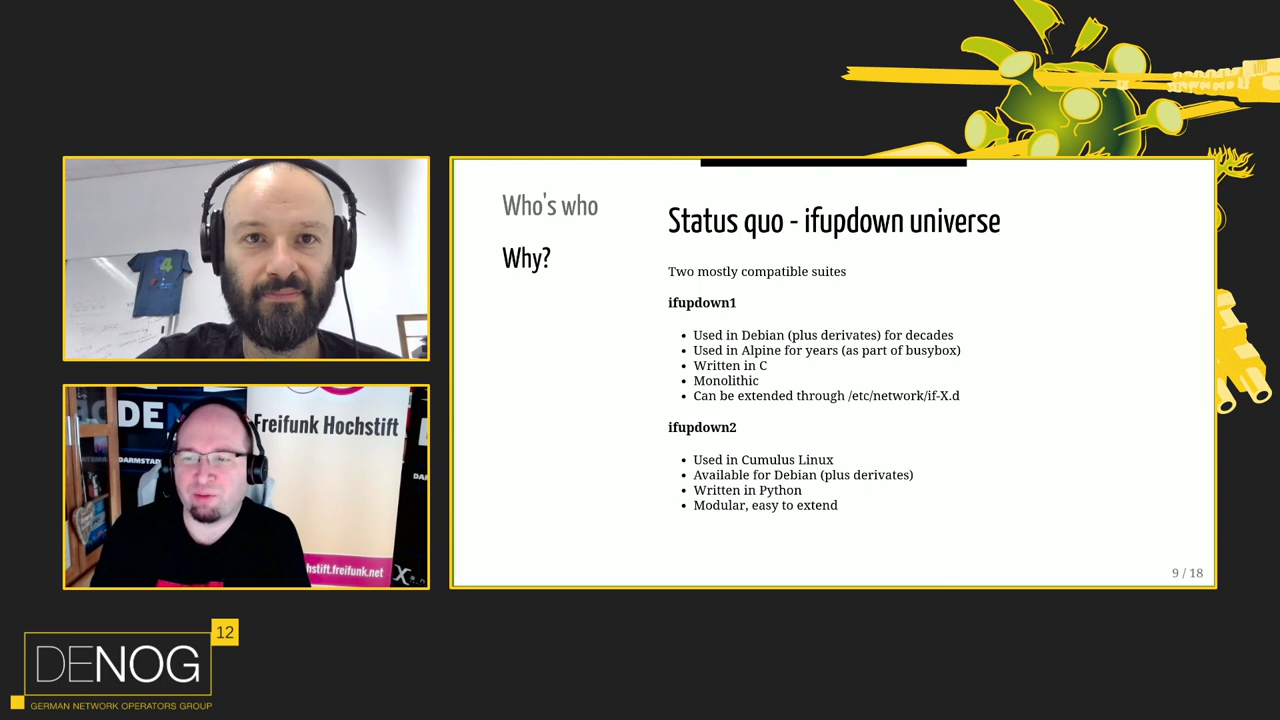 4
DEN
DARMSTAD
Freifunk Hochstift
hstift.freifunk.net
Who's who
Why?
Status quo - ifupdown universe
Two mostly compatible suites
ifupdown1
• Used in Debian (plus derivates) for decades
• Used in Alpine for years (as part of busybox)
• Written in C
• Monolithic
• Can be extended through /etc/network/if-X.d
ifupdown2
• Used in Cumulus Linux
• Available for Debian (plus derivates)
• Written in Python
• Modular, easy to extend
9 / 18
12
DENOG
GERMAN NETWORK OPERATORS GROUP